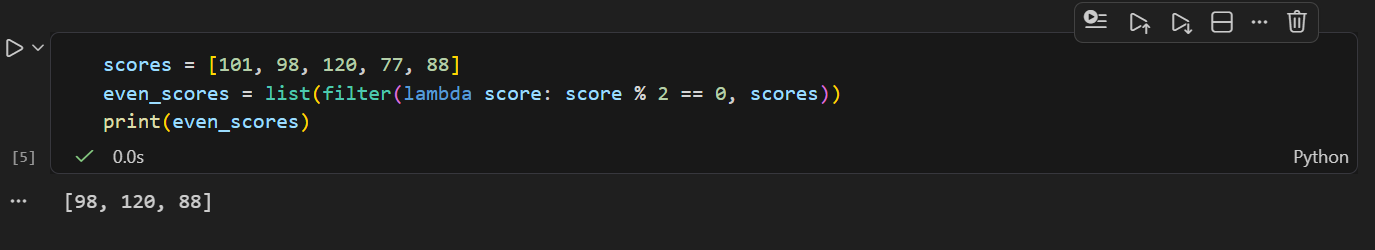 scores = [101, 98, 120, 77, 88]
even_scores = list(filter(lambda score: score % 2 == 0, scores))
print(even_scores)
[5] 0.0s Python
[98, 120, 88]